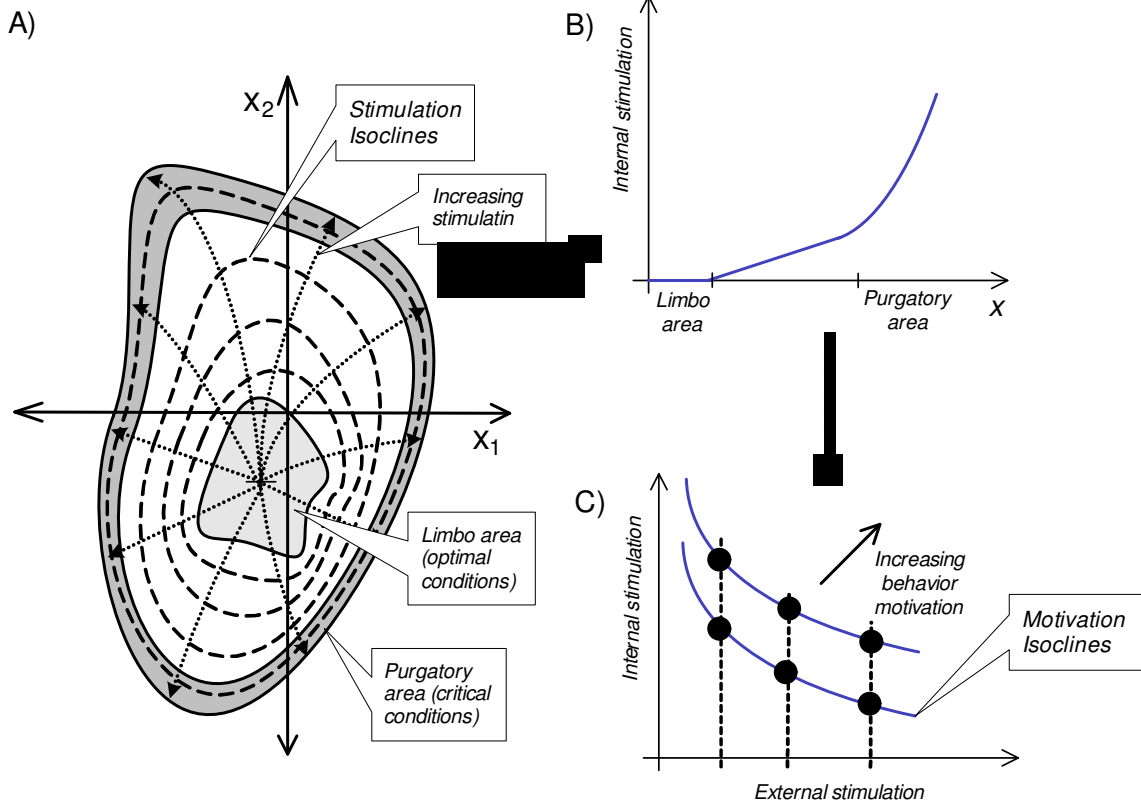 A)
X2
Stimulation
Isoclines
Increasing
stimulatin
X1
Limbo area
(optimal
conditions)
Purgatory
area (critical
conditions)
B)
Internal stimulation
Limbo
area
Purgatory
area
x
C)
Internal stimulation
Increasing
behavior
motivation
Motivation
Isoclines
External stimulation